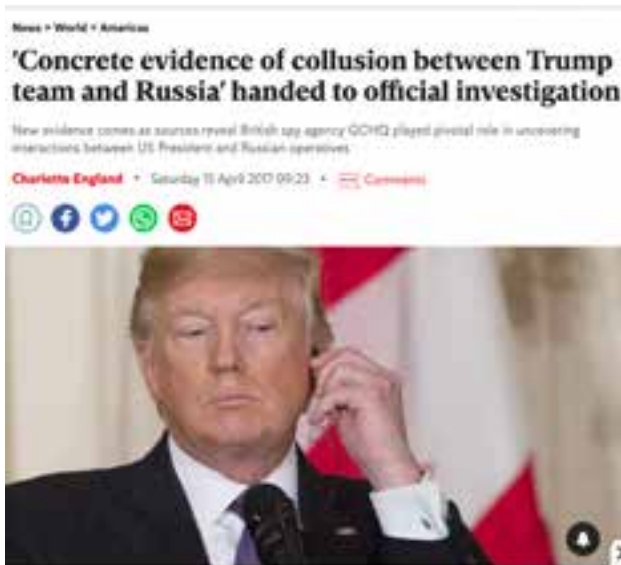 News > World > Americas
'Concrete evidence of collusion between Trump
team and Russia' handed to official investigation
New evidence comes as sources reveal British spy agency GCHQ played pivotal role in uncovering
interactions between US President and Russian operatives
Charlotte England • Saturday 15 April 2017 09:23 • Comments